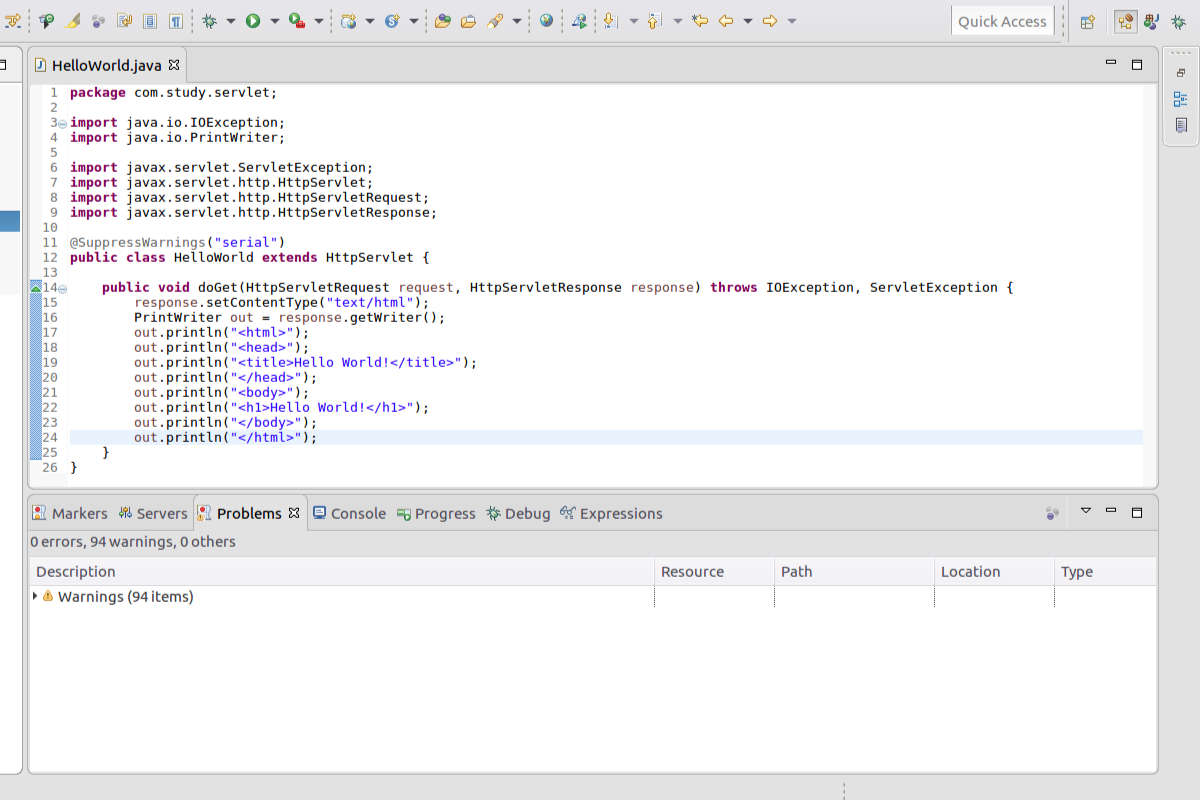 Quick Access
HelloWorld.java
1 package com.study.servlet;
2
3 import java.io.IOException;
4 import java.io.PrintWriter;
5
6 import javax.servlet.ServletException;
7 import javax.servlet.http.HttpServlet;
8 import javax.servlet.http.HttpServletRequest;
9 import javax.servlet.http.HttpServletResponse;
10
11 @SuppressWarnings("serial")
12 public class HelloWorld extends HttpServlet {
13
14     public void doGet(HttpServletRequest request, HttpServletResponse response) throws IOException, ServletException {
15         response.setContentType("text/html");
16         PrintWriter out = response.getWriter();
17         out.println("<html>");
18         out.println("<head>");
19         out.println("<title>Hello World!</title>");
20         out.println("</head>");
21         out.println("<body>");
22         out.println("<h1>Hello World!</h1>");
23         out.println("</body>");
24         out.println("</html>");
25     }
26 }
Markers Servers Problems Console Progress Debug Expressions
0 errors, 94 warnings, 0 others
Description Resource Path Location Type
Warnings (94 items)